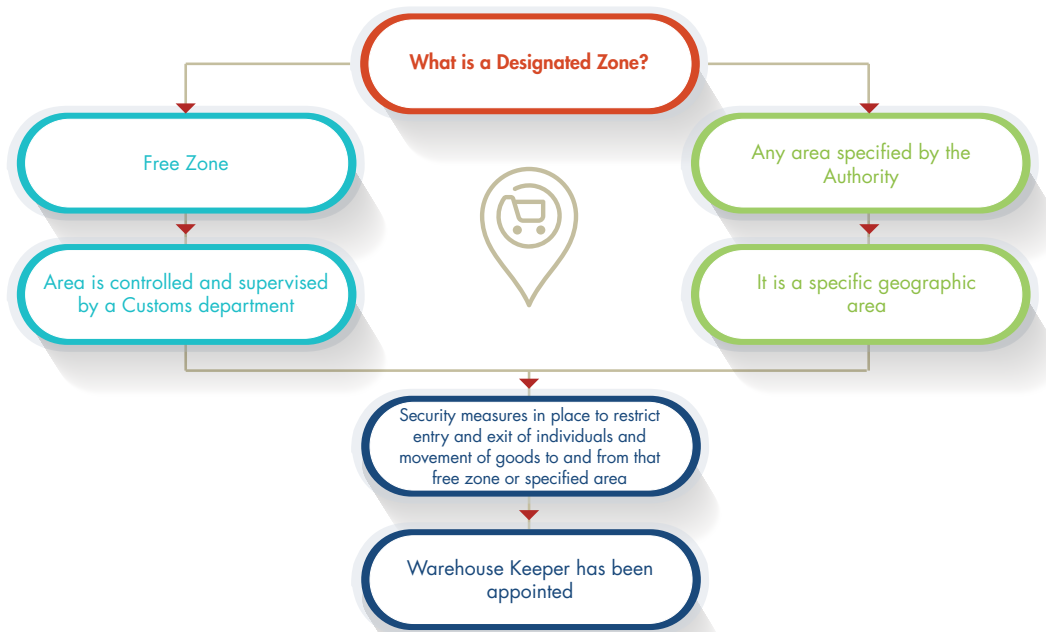 What is a Designated Zone?
Free Zone
Any area specified by the
Authority
Area is controlled and supervised
by a Customs department
It is a specific geographic
area
Security measures in place to restrict
entry and exit of individuals and
movement of goods to and from that
free zone or specified area
Warehouse Keeper has been
appointed